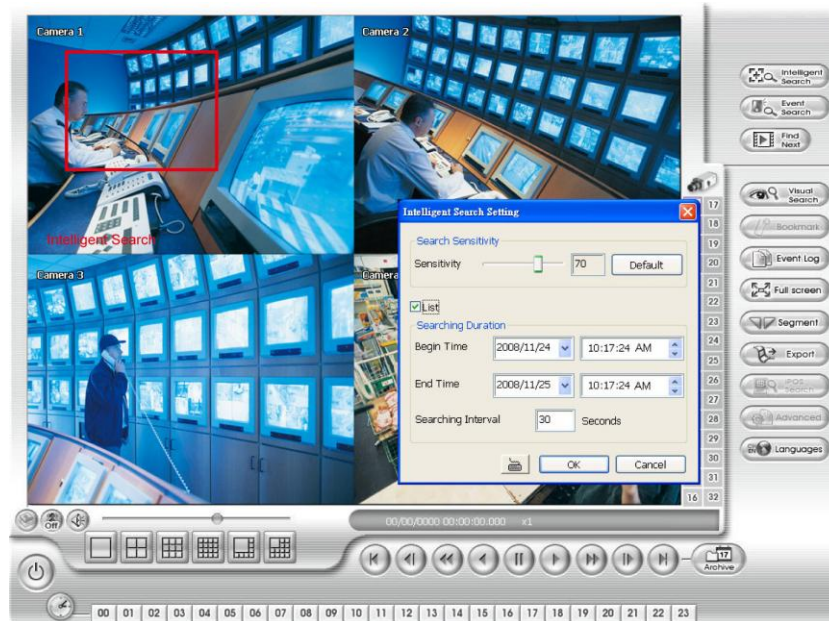 Camera 1
Camera 2
Intelligent Search
Camera 3
Camera
Intelligent Search Setting
Search Sensitivity
Sensitivity 70 Default
List
Searching Duration
Begin Time 2008/11/24 10:17:24 AM
End Time 2008/11/25 10:17:24 AM
Searching Interval 30 Seconds
OK Cancel
17
18
19
20
21
22
23
24
25
26
27
28
29
30
31
16 32
Intelligent Search
Event Search
Find Next
Visual Search
Bookmark
Event Log
Full screen
Segment
Export
POS Search
Advanced
Languages
Off
00/00/0000 00:00:00.000 x1
17
Archive
00 01 02 03 04 05 06 07 08 09 10 11 12 13 14 15 16 17 18 19 20 21 22 23